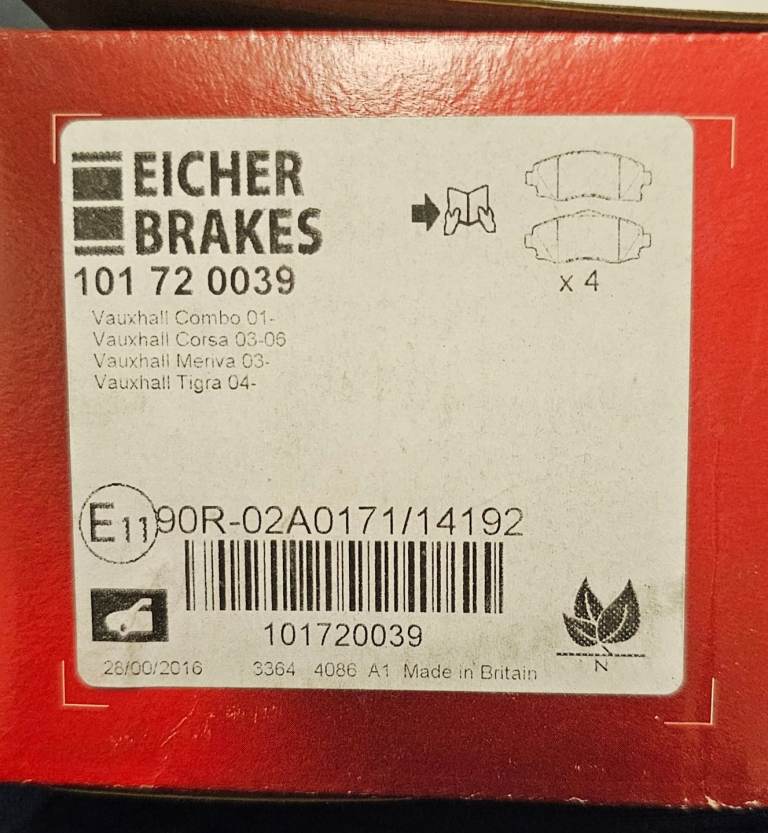 EICHER
BRAKES
101 72 0039
Vauxhall Combo 01-
Vauxhall Corsa 03-06
Vauxhall Meriva 03-
Vauxhall Tigra 04-
x 4
E11 90R-02A0171/14192
101720039
28/00/2016 3364 4086 A1 Made in Britain
N